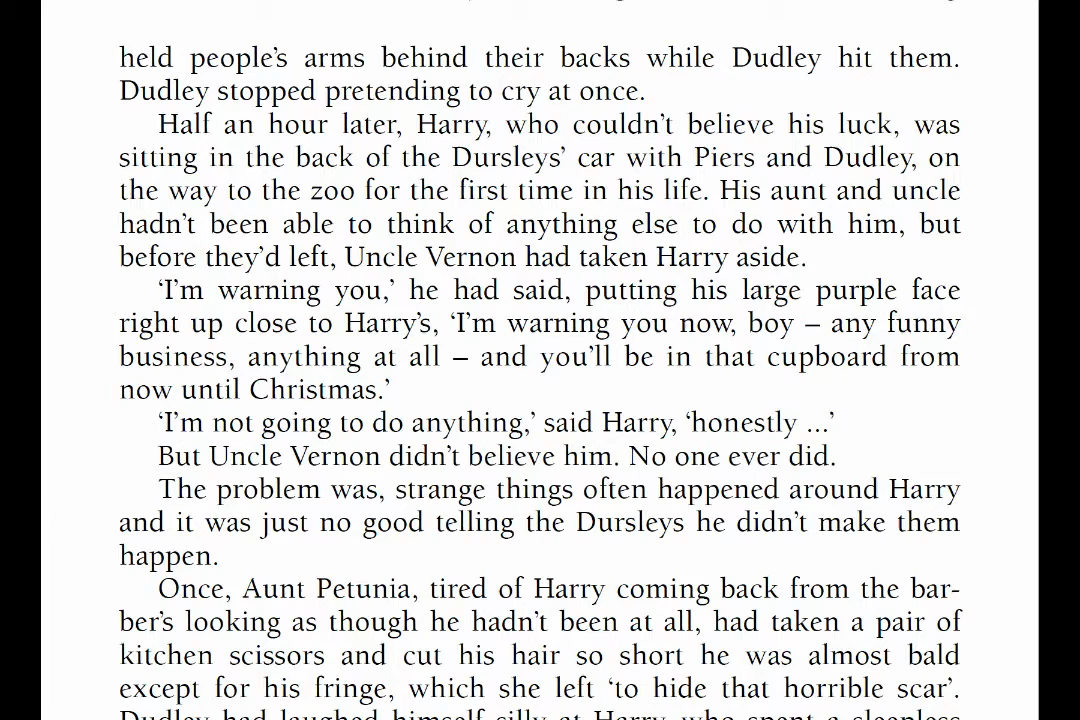 held people's arms behind their backs while Dudley hit them.
Dudley stopped pretending to cry at once.
Half an hour later, Harry, who couldn't believe his luck, was
sitting in the back of the Dursleys' car with Piers and Dudley, on
the way to the zoo for the first time in his life. His aunt and uncle
hadn't been able to think of anything else to do with him, but
before they'd left, Uncle Vernon had taken Harry aside.
‘I'm warning you,’ he had said, putting his large purple face
right up close to Harry's, ‘I'm warning you now, boy – any funny
business, anything at all – and you'll be in that cupboard from
now until Christmas.’
‘I'm not going to do anything,’ said Harry, ‘honestly ...’
But Uncle Vernon didn't believe him. No one ever did.
The problem was, strange things often happened around Harry
and it was just no good telling the Dursleys he didn't make them
happen.
Once, Aunt Petunia, tired of Harry coming back from the bar-
ber's looking as though he hadn't been at all, had taken a pair of
kitchen scissors and cut his hair so short he was almost bald
except for his fringe, which she left ‘to hide that horrible scar’.
Dudley had laughed himself silly at Harry, who spent a sleepless